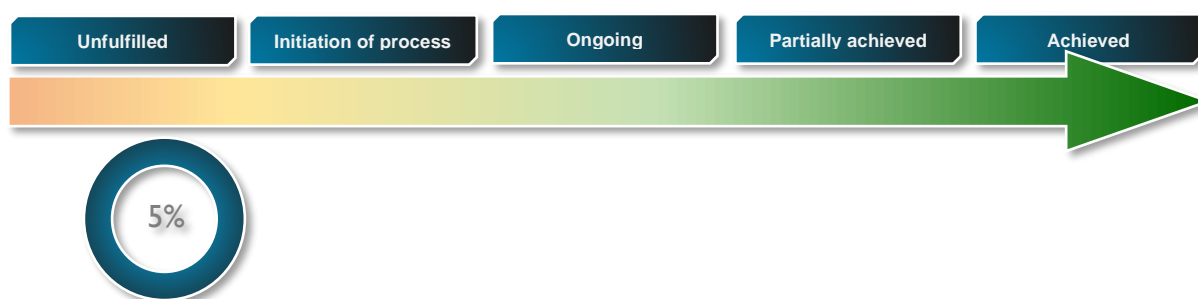 Unfulfilled
Initiation of process
Ongoing
Partially achieved
Achieved
5%